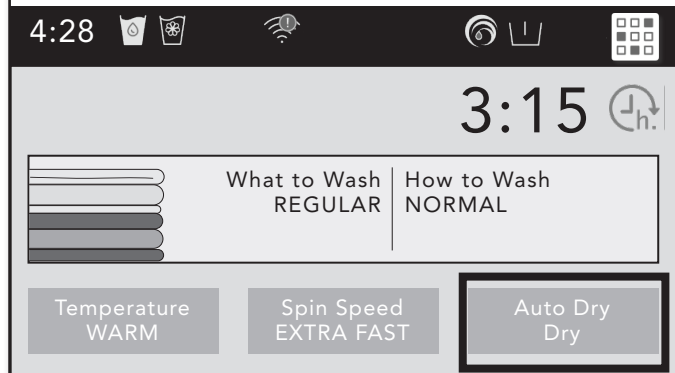 4:28
3:15 h.
What to Wash How to Wash
REGULAR NORMAL
Temperature Spin Speed Auto Dry
WARM EXTRA FAST Dry